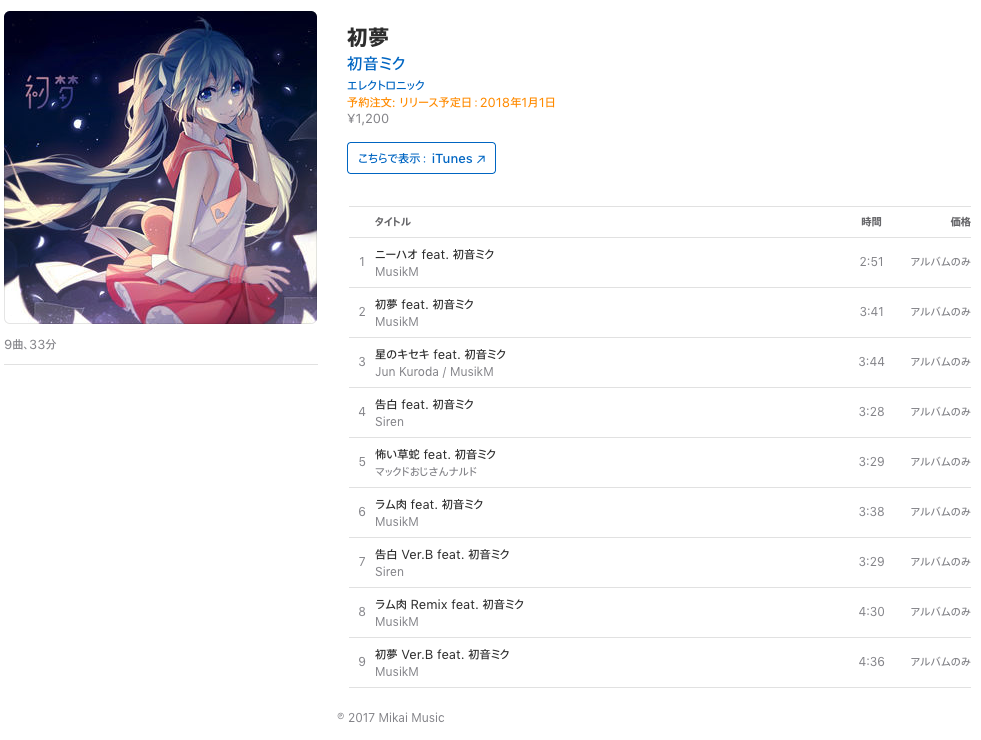 初夢
初夢
初音ミク
エレクトロニック
予約注文: リリース予定日 : 2018年1月1日
¥1,200
こちらで表示 : iTunes ↗
9曲、33分
タイトル 時間 価格
1 ニーハオ feat. 初音ミク 2:51 アルバムのみ
MusikM
2 初夢 feat. 初音ミク 3:41 アルバムのみ
MusikM
3 星のキセキ feat. 初音ミク 3:44 アルバムのみ
Jun Kuroda / MusikM
4 告白 feat. 初音ミク 3:28 アルバムのみ
Siren
5 怖い草蛇 feat. 初音ミク 3:29 アルバムのみ
マックドおじさんナルド
6 ラム肉 feat. 初音ミク 3:38 アルバムのみ
MusikM
7 告白 Ver.B feat. 初音ミク 3:29 アルバムのみ
Siren
8 ラム肉 Remix feat. 初音ミク 4:30 アルバムのみ
MusikM
9 初夢 Ver.B feat. 初音ミク 4:36 アルバムのみ
MusikM
℗ 2017 Mikai Music